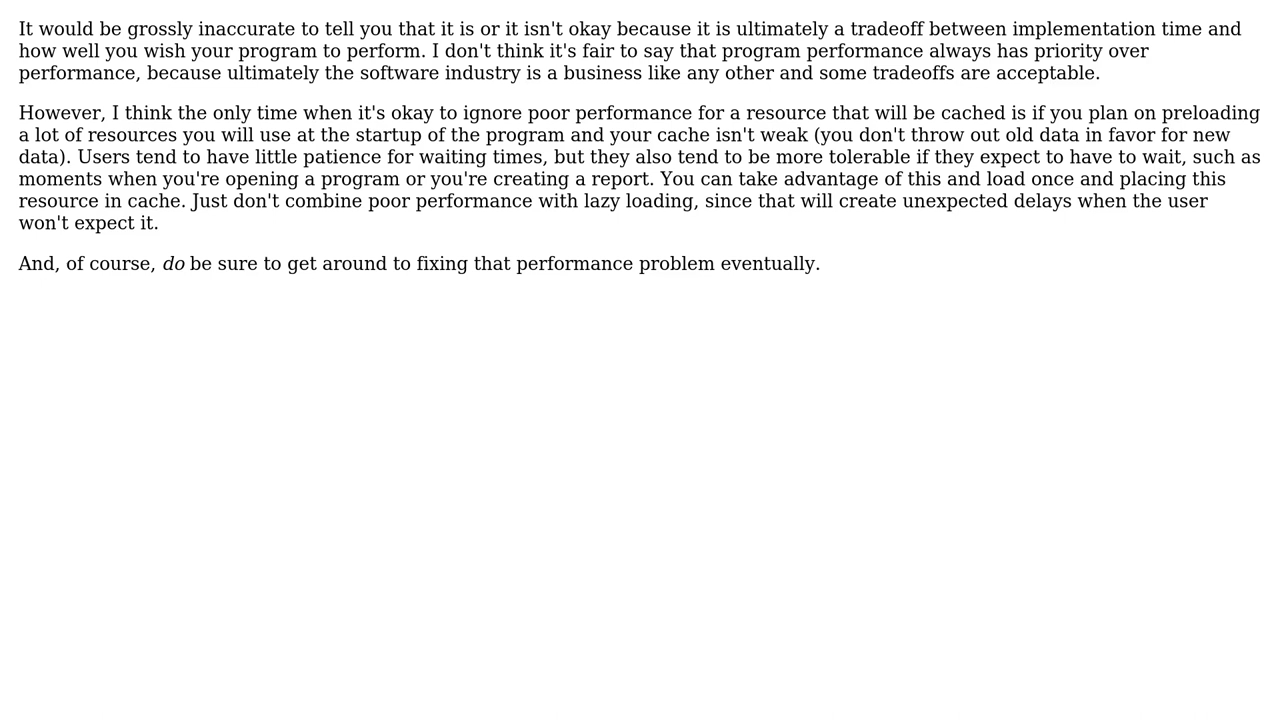 It would be grossly inaccurate to tell you that it is or it isn't okay because it is ultimately a tradeoff between implementation time and
how well you wish your program to perform. I don't think it's fair to say that program performance always has priority over
performance, because ultimately the software industry is a business like any other and some tradeoffs are acceptable.
However, I think the only time when it's okay to ignore poor performance for a resource that will be cached is if you plan on preloading
a lot of resources you will use at the startup of the program and your cache isn't weak (you don't throw out old data in favor for new
data). Users tend to have little patience for waiting times, but they also tend to be more tolerable if they expect to have to wait, such as
moments when you're opening a program or you're creating a report. You can take advantage of this and load once and placing this
resource in cache. Just don't combine poor performance with lazy loading, since that will create unexpected delays when the user
won't expect it.
And, of course, do be sure to get around to fixing that performance problem eventually.